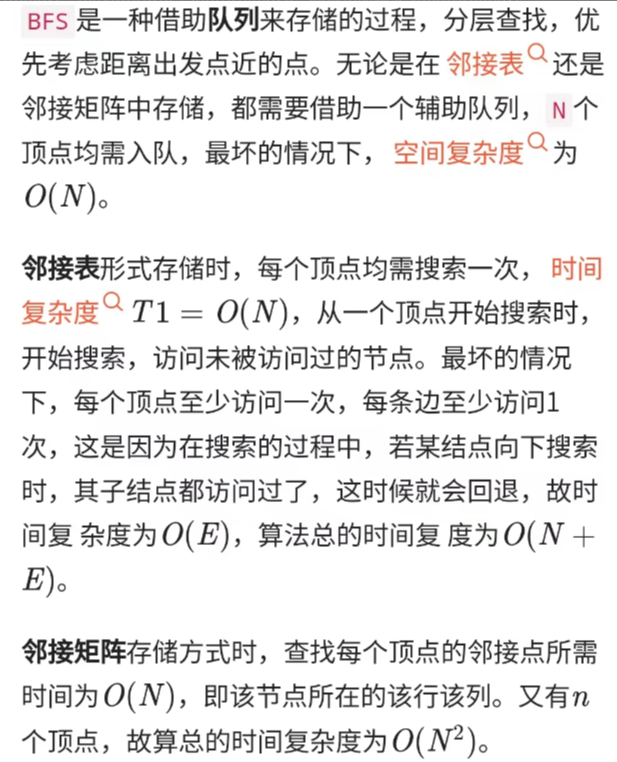 BFS 是一种借助队列来存储的过程，分层查找，优
先考虑距离出发点近的点。无论是在 邻接表 还是
邻接矩阵中存储，都需要借助一个辅助队列，N 个
顶点均需入队，最坏的情况下， 空间复杂度 为
O(N)。
邻接表形式存储时，每个顶点均需搜索一次， 时间
复杂度 T1 = O(N)，从一个顶点开始搜索时，
开始搜索，访问未被访问过的节点。最坏的情况
下，每个顶点至少访问一次，每条边至少访问1
次，这是因为在搜索的过程中，若某结点向下搜索
时，其子结点都访问过了，这时候就会回退，故时
间复 杂度为O(E)，算法总的时间复 度为O(N +
E)。
邻接矩阵存储方式时，查找每个顶点的邻接点所需
时间为O(N)，即该节点所在的该行该列。又有n
个顶点，故算总的时间复杂度为O(N²)。